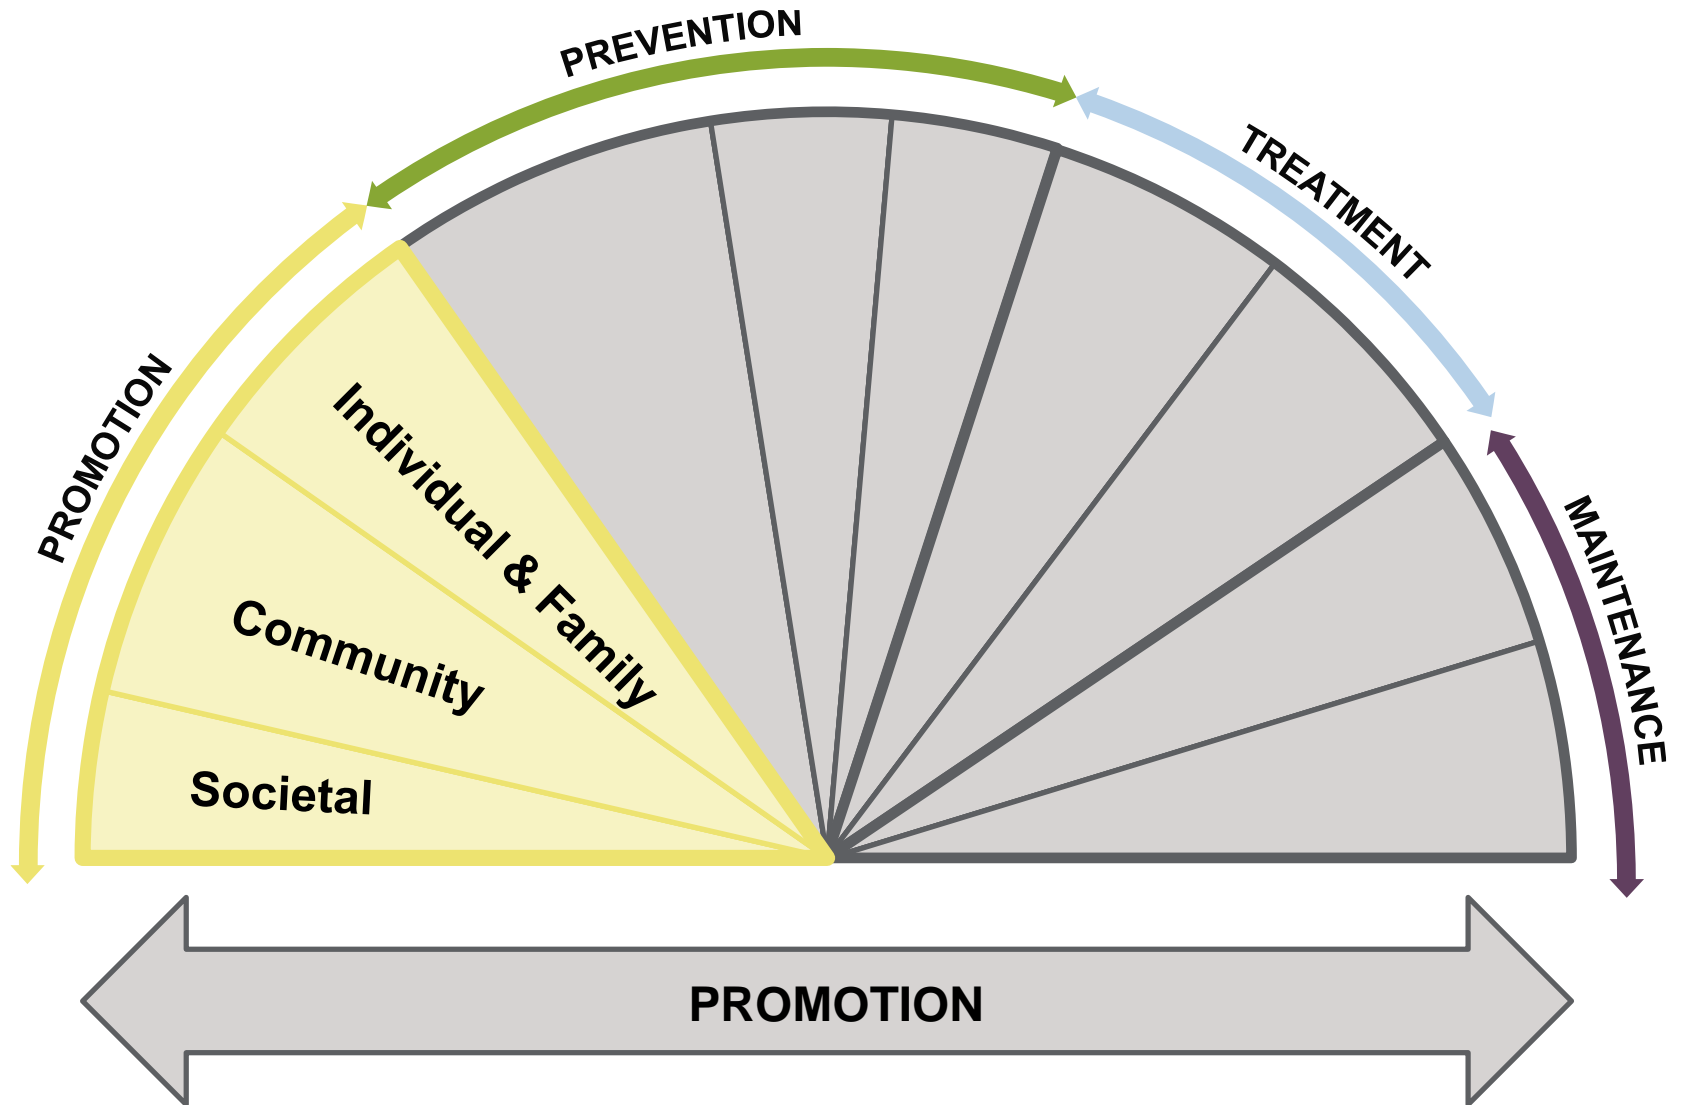 PREVENTION
TREATMENT
PROMOTION
MAINTENANCE
Individual & Family
Community
Societal
PROMOTION